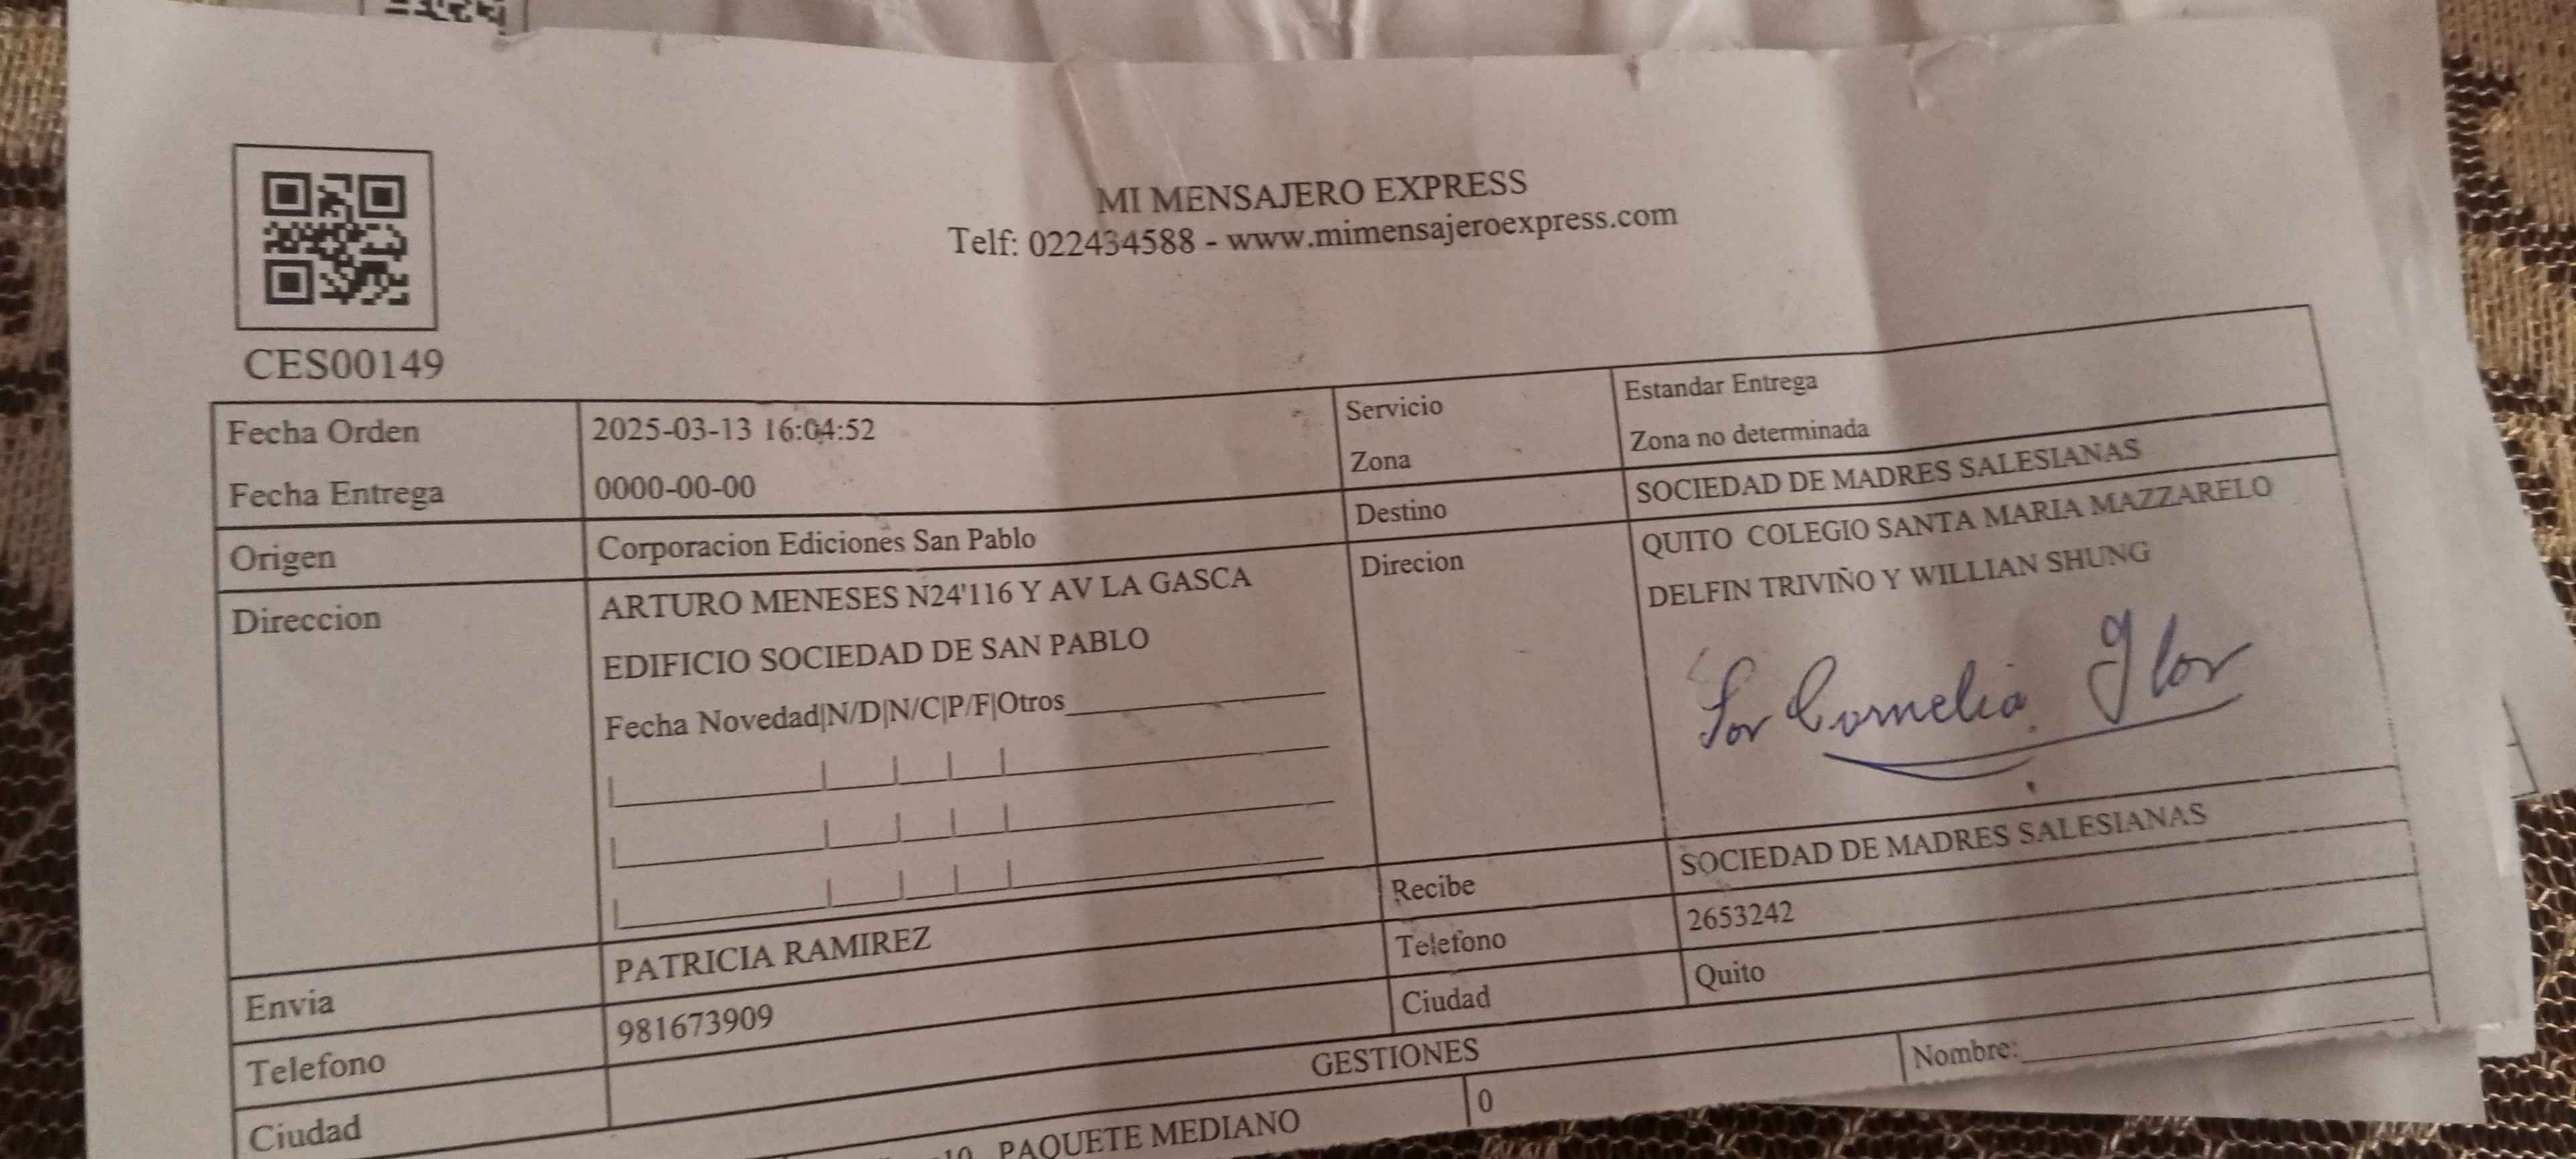 MI MENSAJERO EXPRESS
Telf: 022434588 - www.mimensajeroexpress.com
CES00149
Fecha Orden 2025-03-13 16:04:52 Servicio Estandar Entrega
Fecha Entrega 0000-00-00 Zona Zona no determinada
Origen Corporacion Ediciones San Pablo Destino SOCIEDAD DE MADRES SALESIANAS
Direccion ARTURO MENESES N24'116 Y AV LA GASCA Direcion QUITO COLEGIO SANTA MARIA MAZZARELO
EDIFICIO SOCIEDAD DE SAN PABLO DELFIN TRIVIÑO Y WILLIAN SHUNG
Fecha Novedad|N/D|N/C|P/F|Otros
Sor Cornelia Flor
Envia PATRICIA RAMIREZ Recibe SOCIEDAD DE MADRES SALESIANAS
Telefono 981673909 Telefono 2653242
Ciudad Ciudad Quito
GESTIONES
10 PAQUETE MEDIANO 0 Nombre: